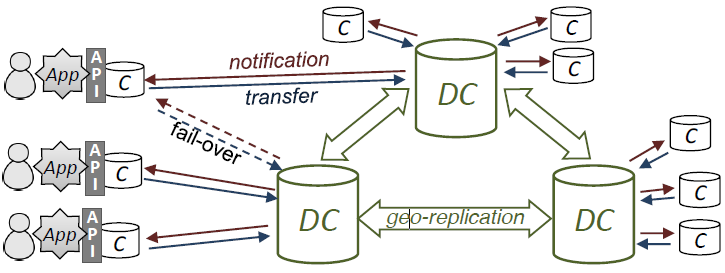 C
C
App
API
C
notification
transfer
DC
C
fail-over
C
App
API
C
DC
geo-replication
DC
C
App
API
C
C